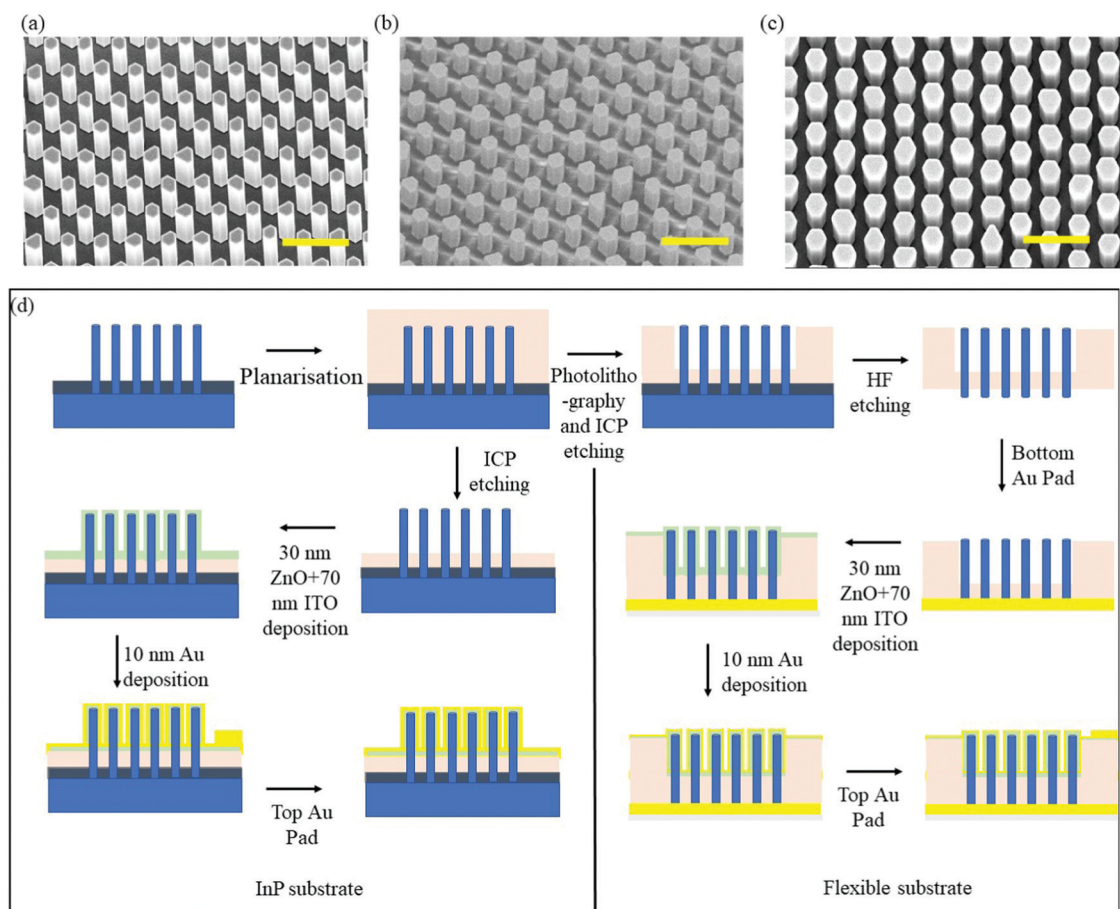 (a)
(b)
(c)
(d)
Planarisation
Photolitho
-graphy
and ICP
etching
HF
etching
ICP
etching
Bottom
Au Pad
30 nm
ZnO+70
nm ITO
deposition
30 nm
ZnO+70
nm ITO
deposition
10 nm Au
deposition
10 nm Au
deposition
Top Au
Pad
Top Au
Pad
InP substrate
Flexible substrate